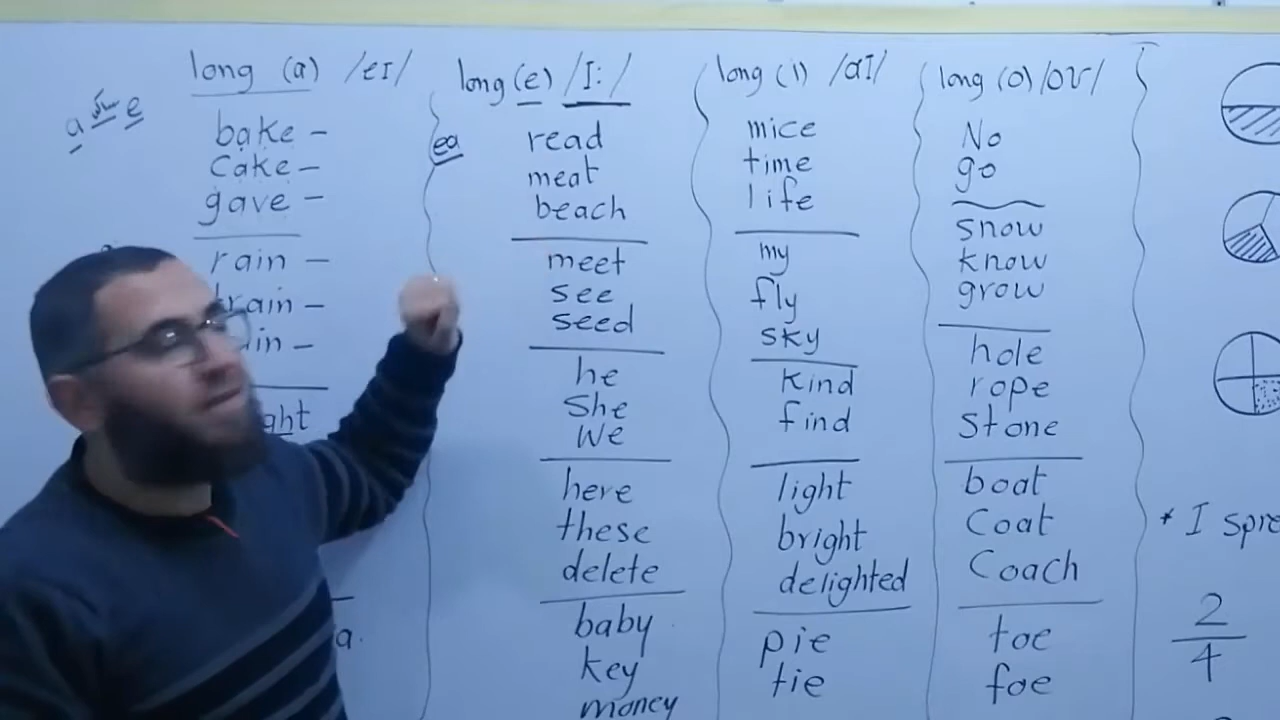 long (a) /eɪ/
a ساكن e
bake -
cake -
gave -
rain -
long (e) /I:/
ea
read
meat
beach
meet
see
seed
he
She
We
here
these
delete
baby
key
money
long (i) /aI/
mice
time
life
my
fly
sky
kind
find
light
bright
delighted
pie
tie
long (o) /oʊ/
No
go
snow
know
grow
hole
rope
Stone
boat
Coat
Coach
toe
foe
* I
2
4